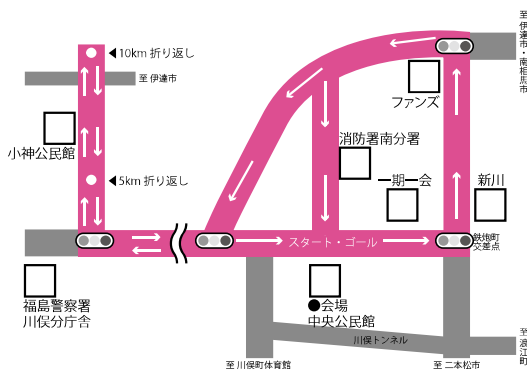 至 伊達市・南相馬市
◀10km 折り返し
至 伊達市
ファンズ
消防署南分署
小神公民館
◀5km 折り返し
一期一会
新川
スタート・ゴール
鉄炮町
交差点
福島警察署
川俣分庁舎
●会場
中央公民館
川俣トンネル
至 浪江町
至 川俣町体育館
至 二本松市